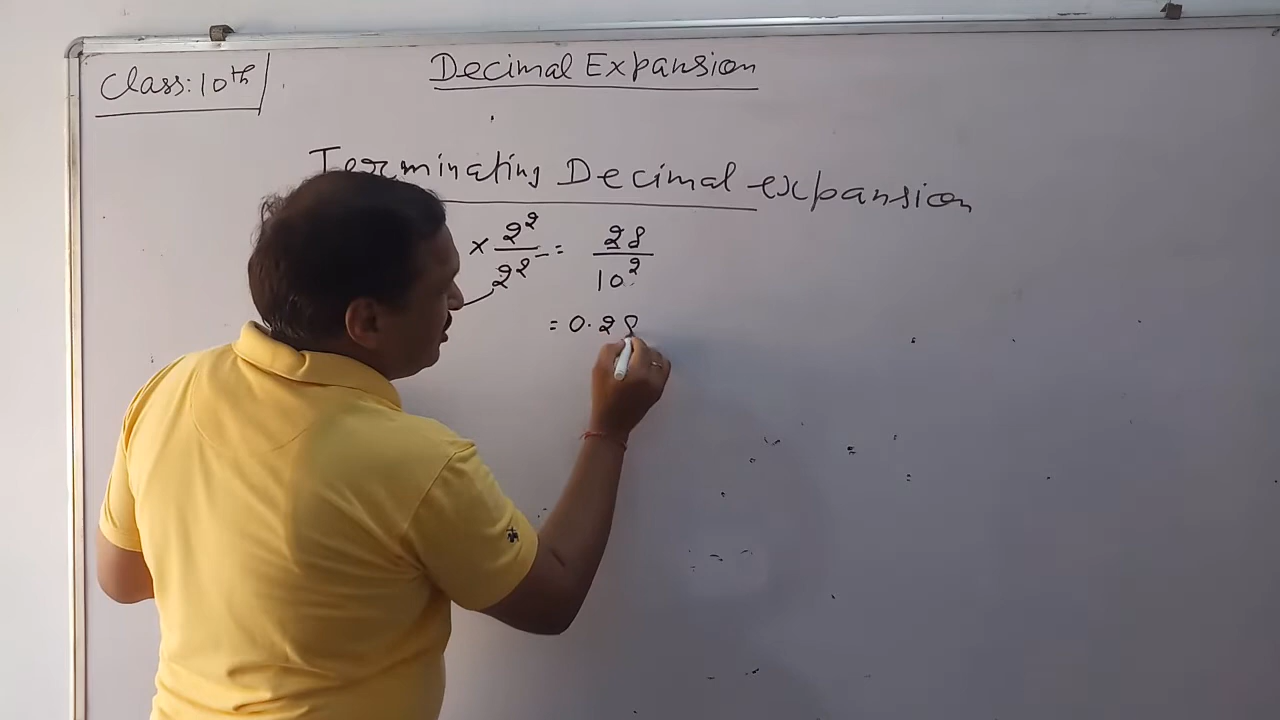 Class: 10th
Decimal Expansion
Terminating Decimal expansion
× 2²/2² = 28/10²
= 0.28